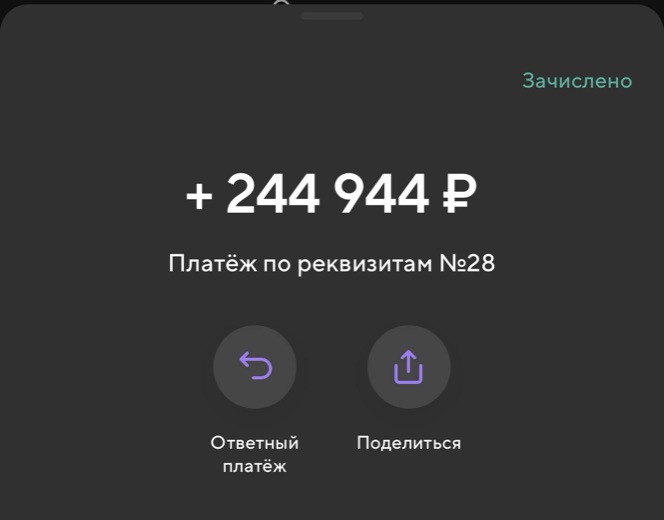 Зачислено
+ 244 944 ₽
Платёж по реквизитам №28
Ответный
платёж
Поделиться